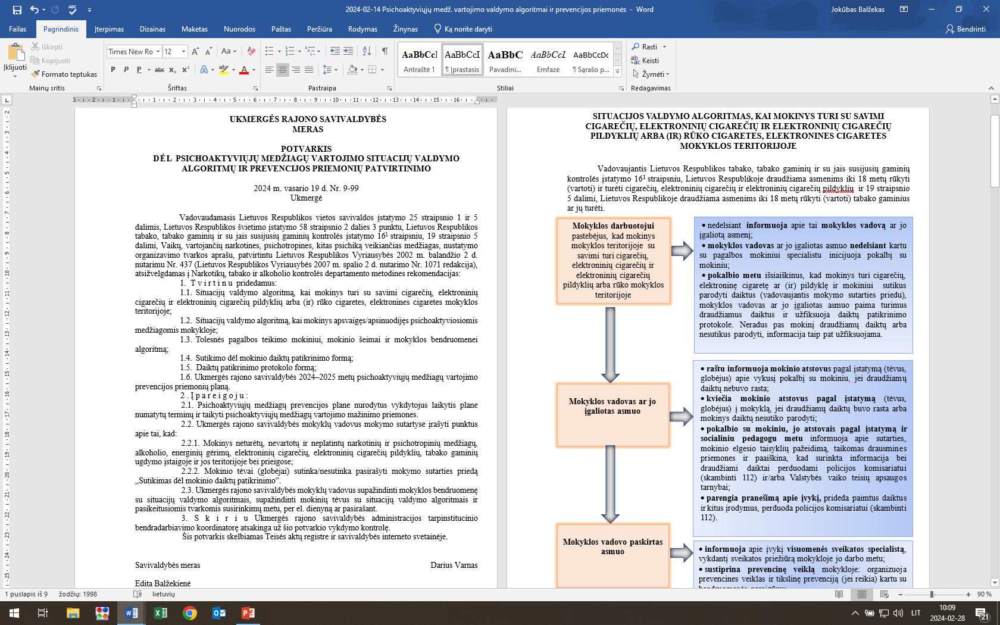 2024-02-14 Psichoaktyviųjų medž. vartojimo valdymo algoritmai ir prevencijos priemonės - Word
Jokūbas Balžekas
Failas Pagrindinis Įterpimas Dizainas Maketas Nuorodos Paštas Peržiūra Rodymas Žinynas Ką norite daryti Bendrinti
Įklijuoti
Iškirpti
Kopijuoti
Formato teptukas
Mainų sritis
Times New Ro 12
Šriftas
Pastraipa
AaBbCcI AaBbCcI AaBbC AaBbCcL AaBbCcDc
Antraštė 1 ¶ Įprastasis Pavadini... Emfazė ¶ Sąrašo p...
Stiliai
Rasti
Keisti
Žymėti
Redagavimas
UKMERGĖS RAJONO SAVIVALDYBĖS
MERAS
POTVARKIS
DĖL PSICHOAKTYVIŲJŲ MEDŽIAGŲ VARTOJIMO SITUACIJŲ VALDYMO
ALGORITMŲ IR PREVENCIJOS PRIEMONIŲ PATVIRTINIMO
2024 m. vasario 19 d. Nr. 9-99
Ukmergė
Vadovaudamasis Lietuvos Respublikos vietos savivaldos įstatymo 25 straipsnio 1 ir 5
dalimis, Lietuvos Respublikos švietimo įstatymo 58 straipsnio 2 dalies 3 punktu, Lietuvos Respublikos
tabako, tabako gaminių ir su jais susijusių gaminių kontrolės įstatymo 16¹ straipsniu, 19 straipsnio 5
dalimi, Vaikų, vartojančių narkotines, psichotropines, kitas psichiką veikiančias medžiagas, nustatymo
organizavimo tvarkos aprašu, patvirtintu Lietuvos Respublikos Vyriausybės 2002 m. balandžio 2 d.
nutarimu Nr. 437 (Lietuvos Respublikos Vyriausybės 2007 m. spalio 2 d. nutarimo Nr. 1071 redakcija),
atsižvelgdamas į Narkotikų, tabako ir alkoholio kontrolės departamento metodines rekomendacijas:
1. T v i r t i n u pridedamus:
1.1. Situacijų valdymo algoritmą, kai mokinys turi su savimi cigarečių, elektroninių
cigarečių ir elektroninių cigarečių pildyklių arba (ir) rūko cigaretes, elektronines cigaretes mokyklos
teritorijoje;
1.2. Situacijų valdymo algoritmą, kai mokinys apsvaigęs/apsinuodijęs psichoaktyviosiomis
medžiagomis mokykloje;
1.3. Tolesnės pagalbos teikimo mokiniui, mokinio šeimai ir mokyklos bendruomenei
algoritmą;
1.4. Sutikimo dėl mokinio daiktų patikrinimo formą;
1.5. Daiktų patikrinimo protokolo formą;
1.6. Ukmergės rajono savivaldybės 2024–2025 metų psichoaktyviųjų medžiagų vartojimo
prevencijos priemonių planą.
2 . Į p a r e i g o j u :
2.1. Psichoaktyviųjų medžiagų prevencijos plane nurodytus vykdytojus laikytis plane
numatytų terminų ir taikyti psichoaktyviųjų medžiagų vartojimo mažinimo priemones.
2.2. Ukmergės rajono savivaldybės mokyklų vadovus mokymo sutartyse įrašyti punktus
apie tai, kad:
2.2.1. Mokinys neturėtų, nevartotų ir neplatintų narkotinių ir psichotropinių medžiagų,
alkoholio, energinių gėrimų, elektroninių cigarečių, elektroninių cigarečių pildyklių, tabako gaminių
ugdymo įstaigoje ir jos teritorijoje bei prieigose;
2.2.2. Mokinio tėvai (globėjai) sutinka/nesutinka pasirašyti mokymo sutarties priedą
„Sutikimas dėl mokinio daiktų patikrinimo“.
2.3. Ukmergės rajono savivaldybės mokyklų vadovus supažindinti mokyklos bendruomenę
su situacijų valdymo algoritmais, supažindinti mokinių tėvus su situacijų valdymo algoritmais ir
pasikeitusiomis tvarkomis susirinkimų metu, per el. dienyną ar pasirašant.
3. S k i r i u Ukmergės rajono savivaldybės administracijos tarpinstitucinio
bendradarbiavimo koordinatorę atsakinga už šio potvarkio vykdymo kontrolę.
Šis potvarkis skelbiamas Teisės aktų registre ir savivaldybės interneto svetainėje.
Savivaldybės meras Darius Varnas
Edita Balžekienė
SITUACIJOS VALDYMO ALGORITMAS, KAI MOKINYS TURI SU SAVIMI
CIGAREČIŲ, ELEKTRONINIŲ CIGAREČIŲ IR ELEKTRONINIŲ CIGAREČIŲ
PILDYKLIŲ ARBA (IR) RŪKO CIGARETES, ELEKTRONINES CIGARETES
MOKYKLOS TERITORIJOJE
Vadovaujantis Lietuvos Respublikos tabako, tabako gaminių ir su jais susijusių gaminių
kontrolės įstatymo 16¹ straipsniu, Lietuvos Respublikoje draudžiama asmenims iki 18 metų rūkyti
(vartoti) ir turėti cigarečių, elektroninių cigarečių ir elektroninių cigarečių pildyklių ir 19 straipsnio
5 dalimi, Lietuvos Respublikoje draudžiama asmenims iki 18 metų rūkyti (vartoti) tabako gaminius
ar jų turėti.
Mokyklos darbuotojui
pastebėjus, kad mokinys
mokyklos teritorijoje su
savimi turi cigarečių,
elektroninių cigarečių ir
elektroninių cigarečių
pildyklių arba rūko mokyklos
teritorijoje
• nedelsiant informuoja apie tai mokyklos vadovą ar jo
įgaliotą asmenį;
• mokyklos vadovas ar jo įgaliotas asmuo nedelsiant kartu
su pagalbos mokiniui specialistu inicijuoja pokalbį su
mokiniu;
• pokalbio metu išsiaiškinus, kad mokinys turi cigarečių,
elektroninę cigaretę ar (ir) pildyklę ir mokiniui sutikus
parodyti daiktus (vadovaujantis mokymo sutarties priedu),
mokyklos vadovas ar jo įgaliotas asmuo paima turimus
draudžiamus daiktus ir užfiksuoja daiktų patikrinimo
protokole. Neradus pas mokinį draudžiamų daiktų arba
nesutikus parodyti, informacija taip pat užfiksuojama.
Mokyklos vadovas ar jo
įgaliotas asmuo
• raštu informuoja mokinio atstovus pagal įstatymą (tėvus,
globėjus) apie vykusį pokalbį su mokiniu, jei draudžiamų
daiktų nebuvo rasta;
• kviečia mokinio atstovus pagal įstatymą (tėvus,
globėjus) į mokyklą, jei draudžiamų daiktų buvo rasta arba
mokinys daiktų nesutiko parodyti;
• pokalbio su mokiniu, jo atstovais pagal įstatymą ir
socialiniu pedagogu metu informuoja apie sutarties,
mokinio elgesio taisyklių pažeidimą, taikomas drausmines
priemones ir paaiškina, kad surinkta informacija bei
draudžiami daiktai perduodami policijos komisariatui
(skambinti 112) ir/arba Valstybės vaiko teisių apsaugos
tarnybai;
• parengia pranešimą apie įvykį, prideda paimtus daiktus
ir kitus įrodymus, perduoda policijos komisariatui (skambinti
112).
Mokyklos vadovo paskirtas
asmuo
• informuoja apie įvykį visuomenės sveikatos specialistą,
vykdantį sveikatos priežiūrą mokykloje jo darbo metu;
• sustiprina prevencinę veiklą mokykloje: organizuoja
prevencines veiklas ir tikslinę prevenciją (jei reikia) kartu su
1 puslapis iš 9 žodžių: 1998 lietuvių 90 %
LIT
10:09
2024-02-28
21